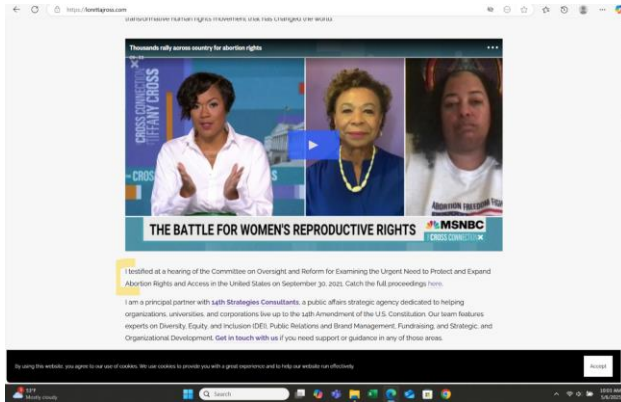 https://lorettajross.com
transformative human rights movement that has changed the world.
Thousands rally across country for abortion rights
CROSS CONNECTION
TIFFANY CROSS
ABORTION FREEDOM
THE BATTLE FOR WOMEN'S REPRODUCTIVE RIGHTS
MSNBC
I testified at a hearing of the Committee on Oversight and Reform for Examining the Urgent Need to Protect and Expand
Abortion Rights and Access in the United States on September 30, 2021. Catch the full proceedings here.
I am a principal partner with 14th Strategies Consultants, a public affairs strategic agency dedicated to helping
organizations, universities, and corporations live up to the 14th Amendment of the U.S. Constitution. Our team features
experts on Diversity, Equity, and Inclusion (DEI), Public Relations and Brand Management, Fundraising, and Strategic, and
Organizational Development. Get in touch with us if you need support or guidance in any of those areas.
By using this website, you agree to our use of cookies. We use cookies to provide you with a great experience and to help our website run effectively.
Accept
53°F
Mostly cloudy
Search
10:01 AM